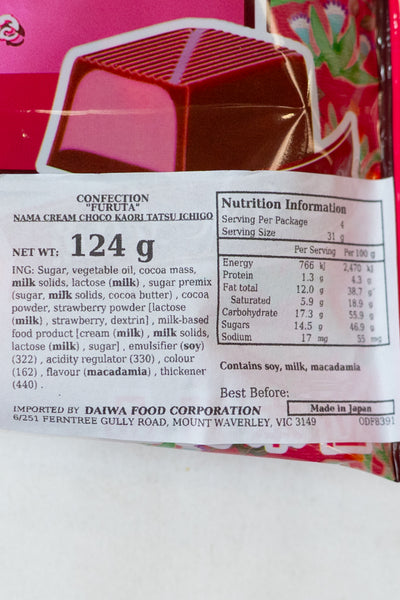 CONFECTION
"FURUTA"
NAMA CREAM CHOCO KAORI TATSU ICHIGO
NET WT: 124 g
ING: Sugar, vegetable oil, cocoa mass,
milk solids, lactose (milk) , sugar premix
(sugar, milk solids, cocoa butter) , cocoa
powder, strawberry powder [lactose
(milk) , strawberry, dextrin] , milk-based
food product [cream (milk) , milk solids,
lactose (milk) , sugar] , emulsifier (soy)
(322) , acidity regulator (330) , colour
(162) , flavour (macadamia) , thickener
(440) .
Nutrition Information
Serving Per Package 4
Serving Size 31 g
Per Serving Per 100 g
Energy 766 kJ 2,470 kJ
Protein 1.3 g 4.3 g
Fat total 12.0 g 38.7 g
Saturated 5.9 g 18.9 g
Carbohydrate 17.3 g 55.9 g
Sugars 14.5 g 46.9 g
Sodium 17 mg 55 mg
Contains soy, milk, macadamia
Best Before:
Made in Japan
IMPORTED BY DAIWA FOOD CORPORATION
6/251 FERNTREE GULLY ROAD, MOUNT WAVERLEY, VIC 3149
ODF8391